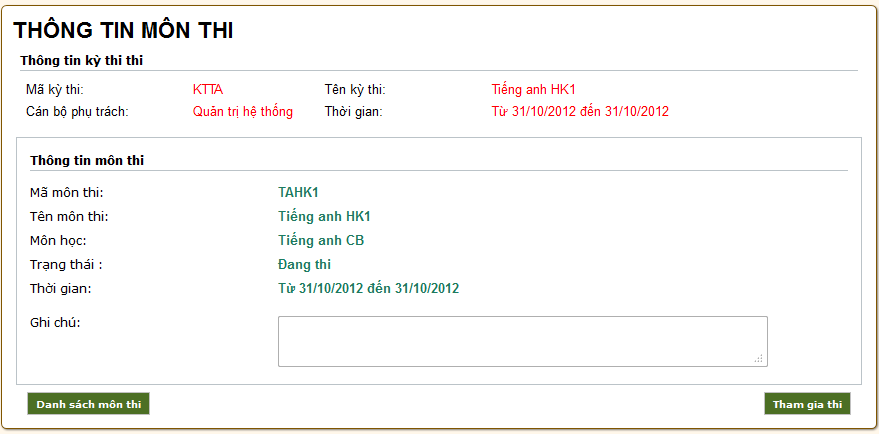 THÔNG TIN MÔN THI
Thông tin kỳ thi thi
Mã kỳ thi: KTTA Tên kỳ thi: Tiếng anh HK1
Cán bộ phụ trách: Quản trị hệ thống Thời gian: Từ 31/10/2012 đến 31/10/2012
Thông tin môn thi
Mã môn thi: TAHK1
Tên môn thi: Tiếng anh HK1
Môn học: Tiếng anh CB
Trạng thái : Đang thi
Thời gian: Từ 31/10/2012 đến 31/10/2012
Ghi chú:
Danh sách môn thi Tham gia thi